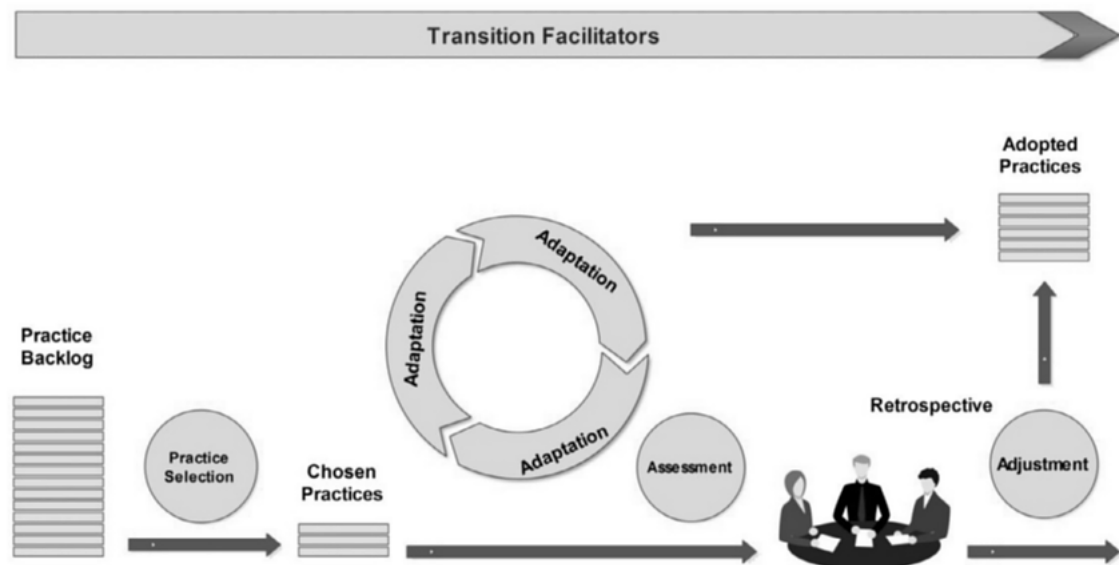 Transition Facilitators
Adopted
Practices
Adaptation
Adaptation
Adaptation
Practice
Backlog
Practice
Selection
Chosen
Practices
Assessment
Retrospective
Adjustment